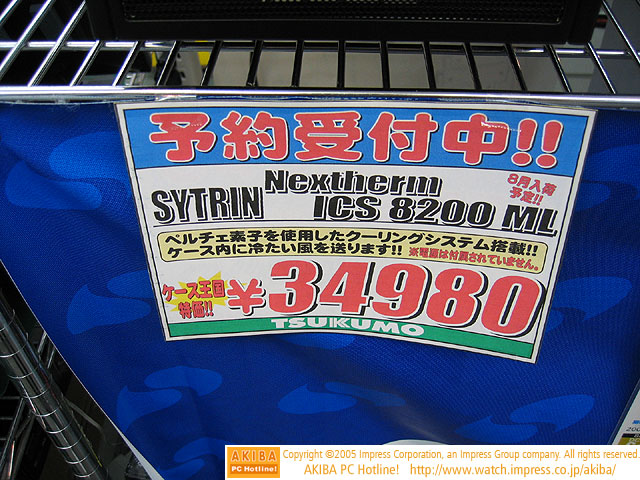 予約受付中!!
8月入荷
予定!!
SYTRIN Nextherm
ICS 8200 ML
ペルチェ素子を使用したクーリングシステム搭載!!
ケース内に冷たい風を送ります!! ※電源は付属されていません。
ケース王国
特価!!
¥34980
TSUKUMO
AKIBA
PC Hotline!
Copyright ©2005 Impress Corporation, an Impress Group company. All rights reserved.
AKIBA PC Hotline! http://www.watch.impress.co.jp/akiba/